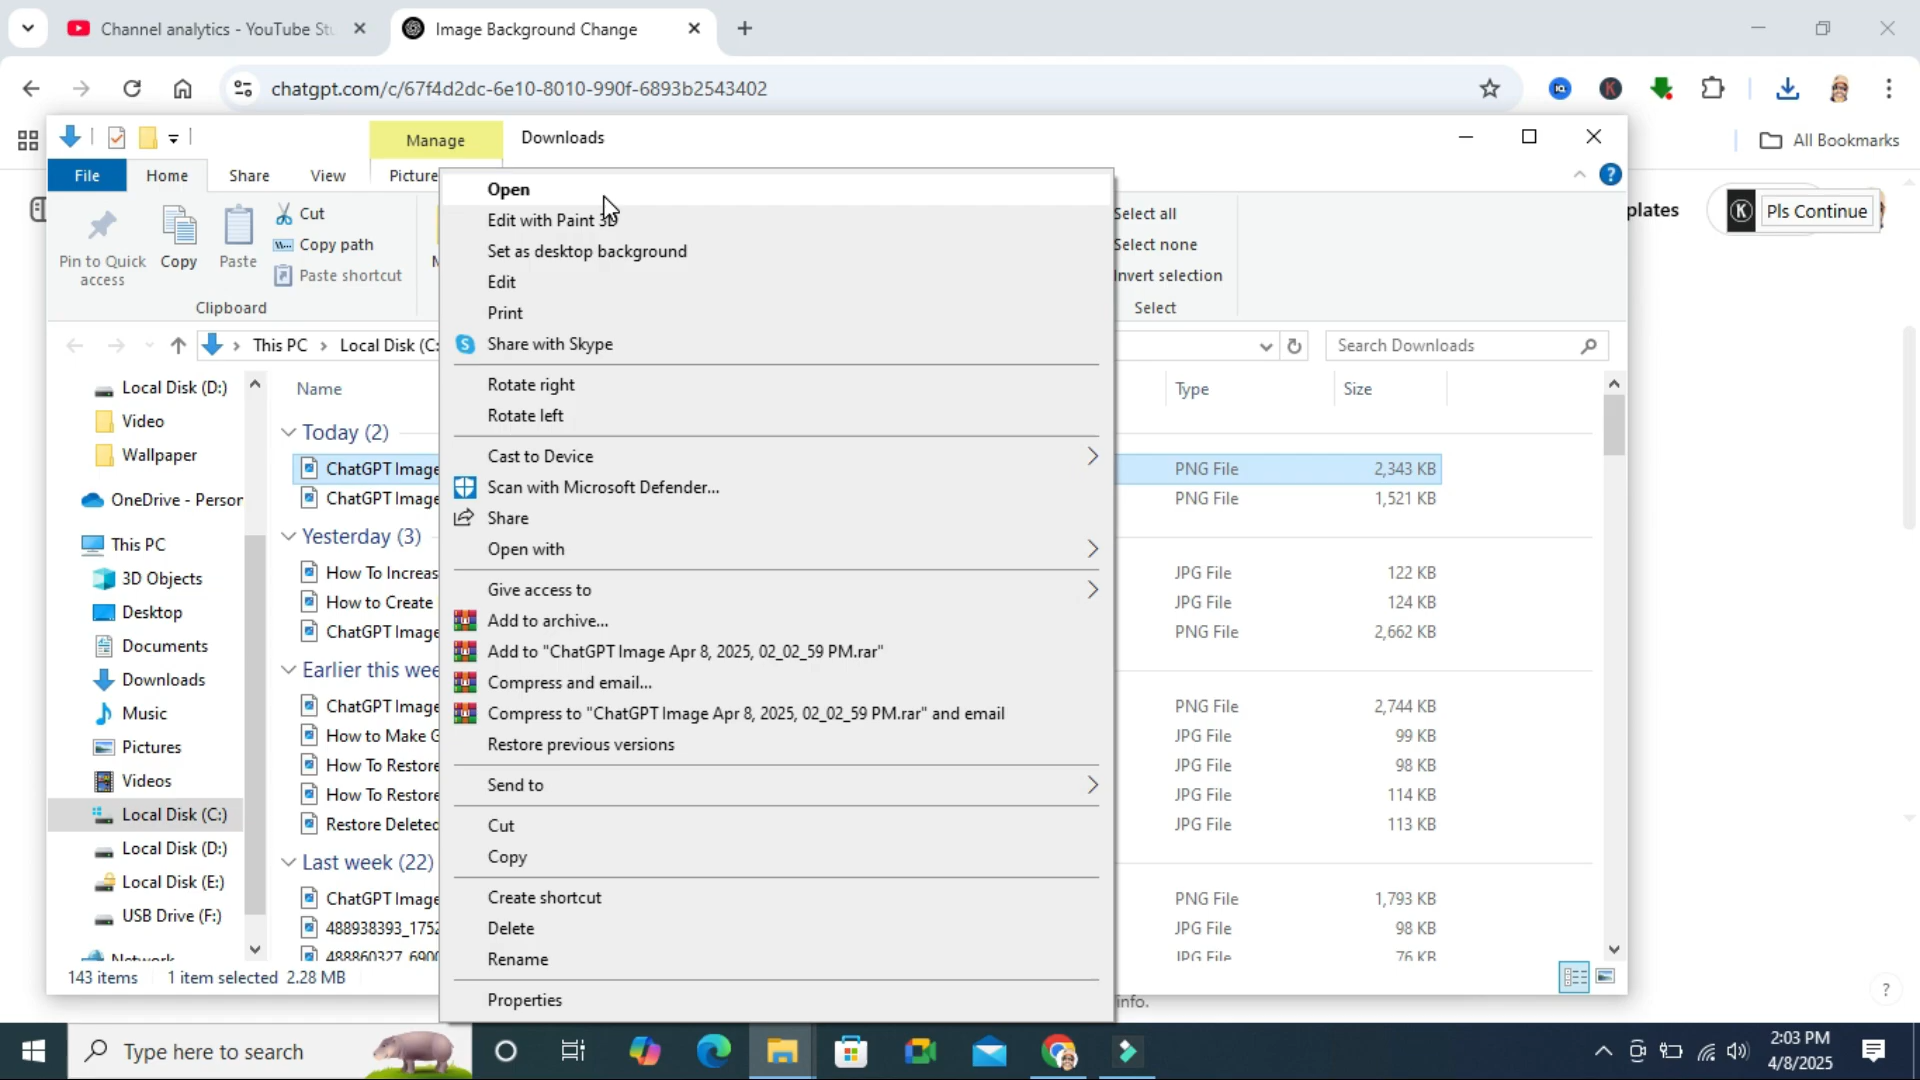 Channel analytics - YouTube Stu
Image Background Change
chatgpt.com/c/67f4d2dc-6e10-8010-990f-6893b2543402
All Bookmarks
Manage
Downloads
File
Home
Share
View
Picture
Pin to Quick access
Copy
Paste
Cut
Copy path
Paste shortcut
Clipboard
Select all
Select none
Invert selection
Select
plates
K
Pls Continue
This PC
Local Disk (C:
Search Downloads
Local Disk (D:)
Video
Wallpaper
OneDrive - Person
This PC
3D Objects
Desktop
Documents
Downloads
Music
Pictures
Videos
Local Disk (C:)
Local Disk (D:)
Local Disk (E:)
USB Drive (F:)
Network
Name
Type
Size
Today (2)
ChatGPT Image
PNG File
2,343 KB
ChatGPT Image
PNG File
1,521 KB
Yesterday (3)
How To Increas
JPG File
122 KB
How to Create
JPG File
124 KB
ChatGPT Image
PNG File
2,662 KB
Earlier this wee
ChatGPT Image
PNG File
2,744 KB
How to Make G
JPG File
99 KB
How To Restore
JPG File
98 KB
How To Restore
JPG File
114 KB
Restore Deleted
JPG File
113 KB
Last week (22)
ChatGPT Image
PNG File
1,793 KB
488938393_1752
JPG File
98 KB
488860327_6900
JPG File
76 KB
Open
Edit with Paint 3D
Set as desktop background
Edit
Print
Share with Skype
Rotate right
Rotate left
Cast to Device
Scan with Microsoft Defender...
Share
Open with
Give access to
Add to archive...
Add to "ChatGPT Image Apr 8, 2025, 02_02_59 PM.rar"
Compress and email...
Compress to "ChatGPT Image Apr 8, 2025, 02_02_59 PM.rar" and email
Restore previous versions
Send to
Cut
Copy
Create shortcut
Delete
Rename
Properties
143 items
1 item selected 2.28 MB
info.
Type here to search
2:03 PM
4/8/2025